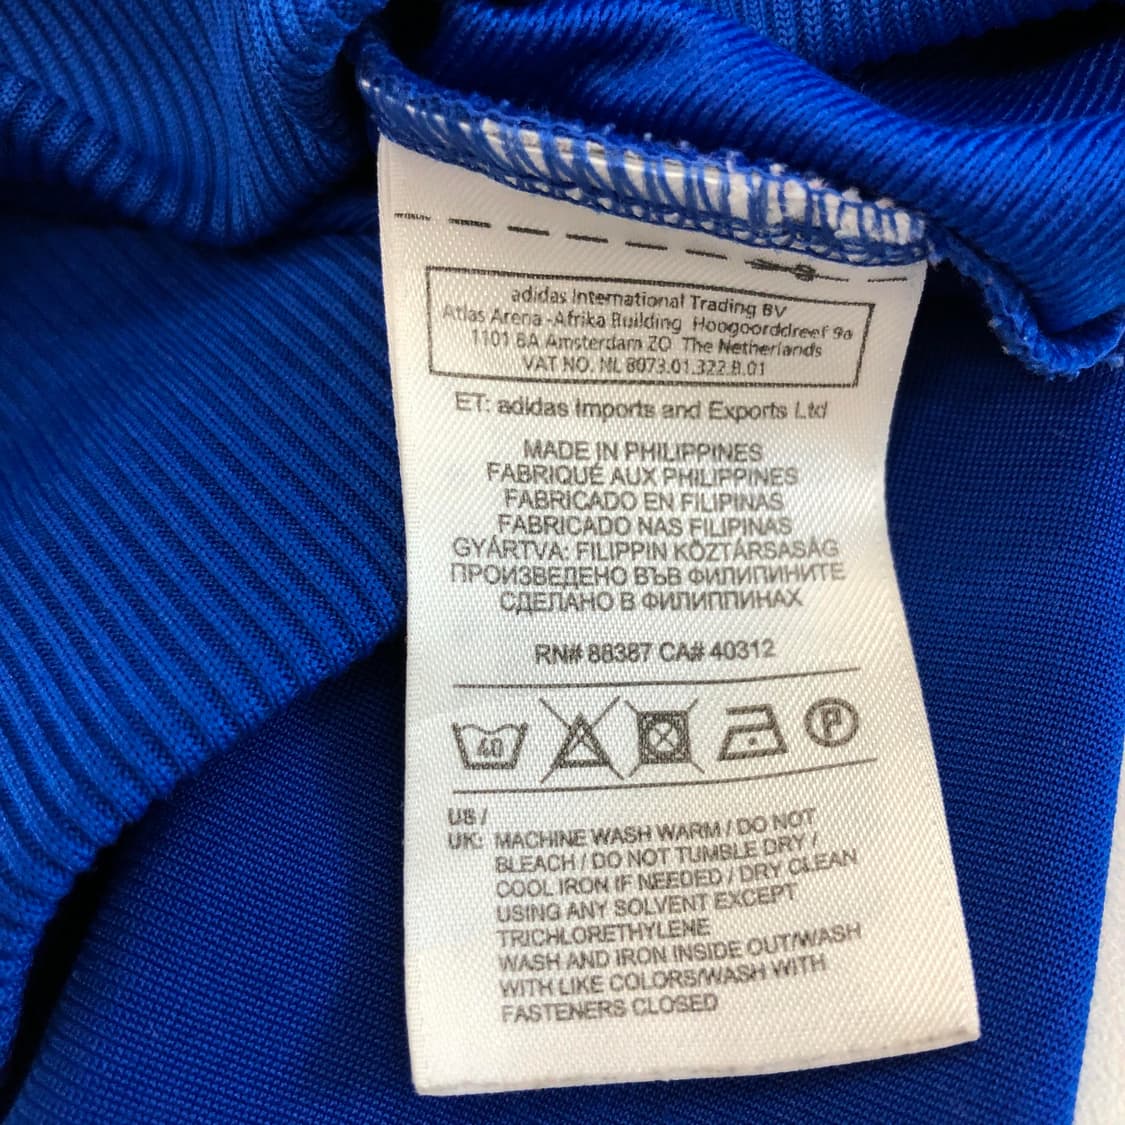 adidas International Trading BV
Atlas Arena -Afrika Building Hoogoorddreef 9a
1101 BA Amsterdam ZO The Netherlands
VAT NO. NL 8073.01.322.B.01
ET: adidas Imports and Exports Ltd
MADE IN PHILIPPINES
FABRIQUÉ AUX PHILIPPINES
FABRICADO EN FILIPINAS
FABRICADO NAS FILIPINAS
GYÁRTVA: FILIPPIN KÖZTÁRSASÁG
ПРОИЗВЕДЕНО ВЪВ ФИЛИПИНИТЕ
СДЕЛАНО В ФИЛИППИНАХ
RN# 88387 CA# 40312
40 P
US /
UK: MACHINE WASH WARM / DO NOT
BLEACH / DO NOT TUMBLE DRY /
COOL IRON IF NEEDED / DRY CLEAN
USING ANY SOLVENT EXCEPT
TRICHLORETHYLENE
WASH AND IRON INSIDE OUT/WASH
WITH LIKE COLORS/WASH WITH
FASTENERS CLOSED